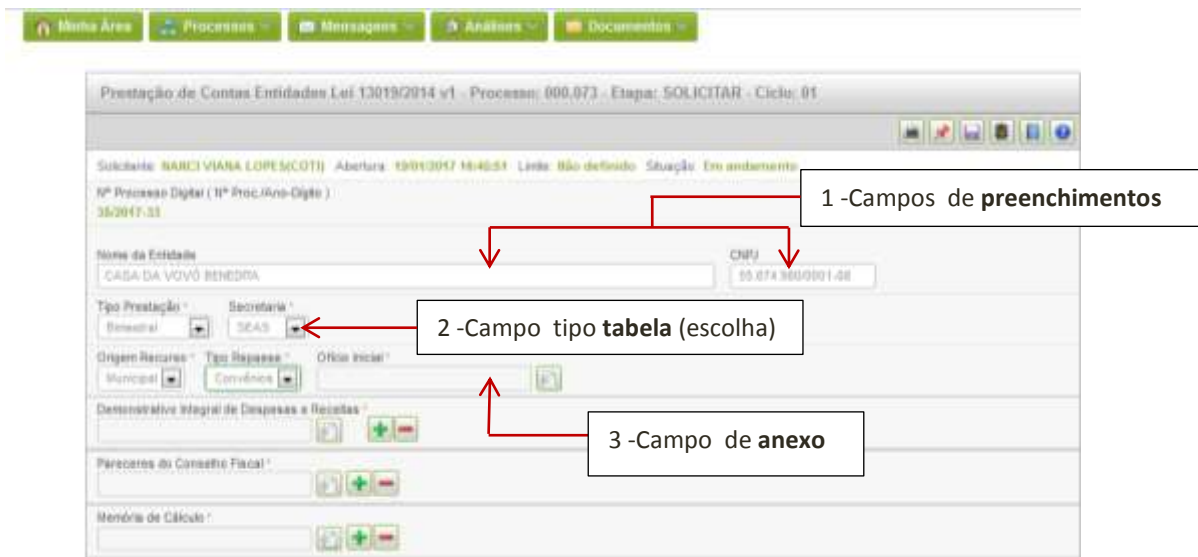 Minha Área Processos Mensagens Análises Documentos
Prestação de Contas Entidades Lei 13019/2014 v1 - Processo: 000.073 - Etapa: SOLICITAR - Ciclo: 01
Solicitante: NARCI VIANA LOPES(COTI) Abertura: 19/01/2017 16:40:51 Limite: Não definido Situação: Em andamento
Nº Processo Digital ( Nº Proc./Ano-Dígito )
35/2017-33
1 -Campos de preenchimentos
Nome da Entidade CNPJ
CASA DA VOVÓ BENEDITA
Tipo Prestação * Secretaria *
Bimestral SEAS
2 -Campo tipo tabela (escolha)
Origem Recurso * Tipo Repasse * Ofício Inicial *
Municipal Convênios
Demonstrativo Integral de Despesas e Receitas *
3 -Campo de anexo
Pareceres do Conselho Fiscal *
Memória de Cálculo *